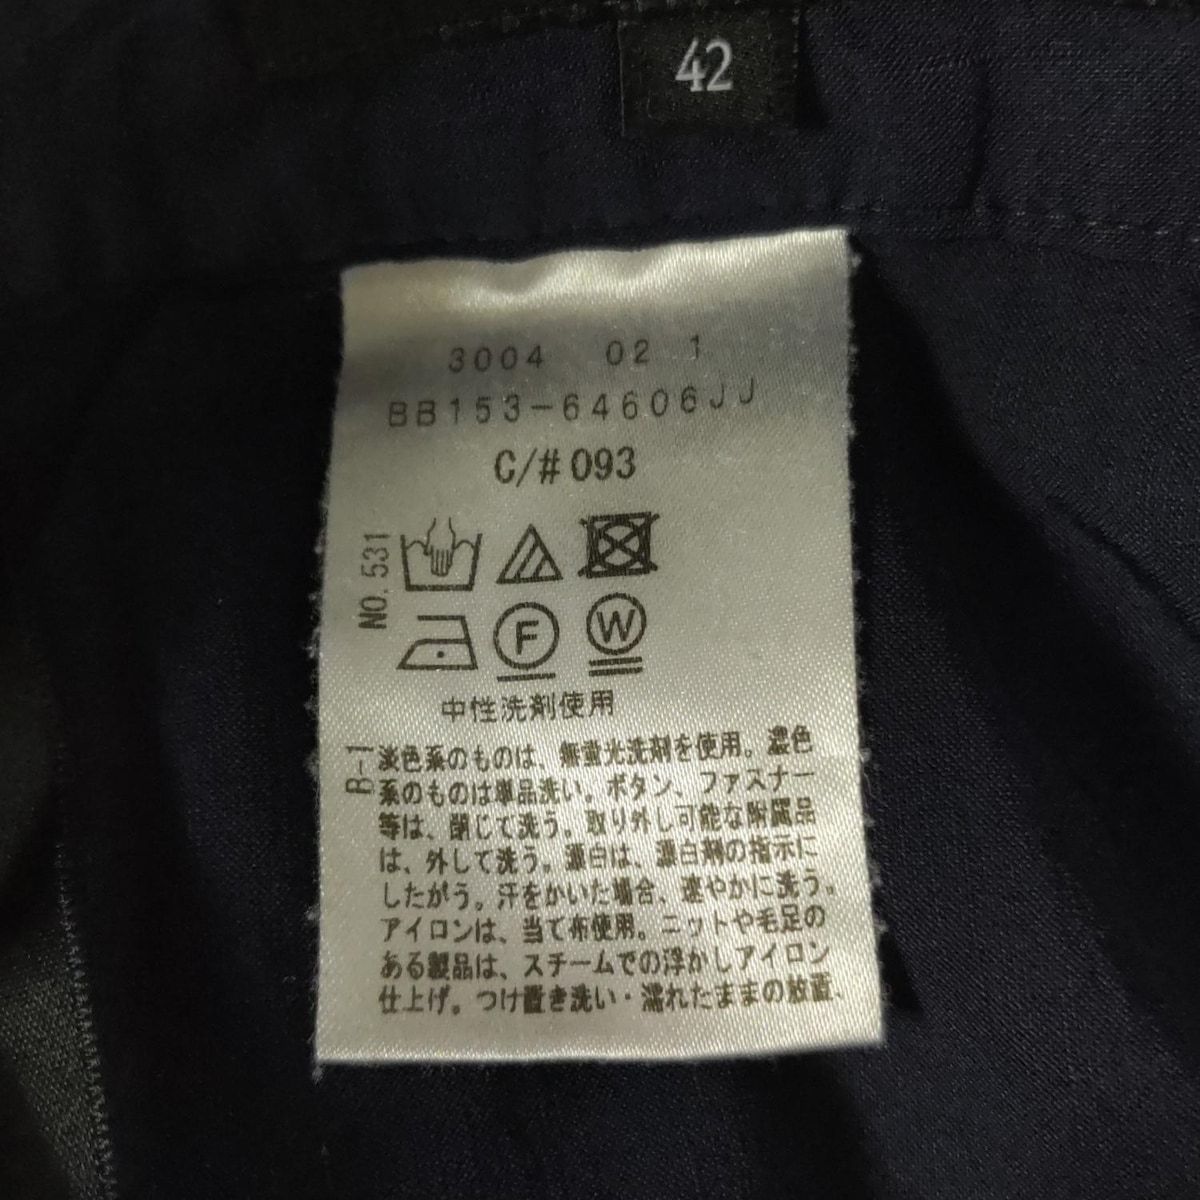 42
3004 02 1
BB153-64606JJ
C/# 093
NO. 531
F
W
中性洗剤使用
B-1
淡色系のものは、無蛍光洗剤を使用。濃色
系のものは単品洗い。ボタン、ファスナー
等は、閉じて洗う。取り外し可能な附属品
は、外して洗う。漂白は、漂白剤の指示に
したがう。汗をかいた場合、速やかに洗う。
アイロンは、当て布使用。ニットや毛足の
ある製品は、スチームでの浮かしアイロン
仕上げ。つけ置き洗い・濡れたままの放置、